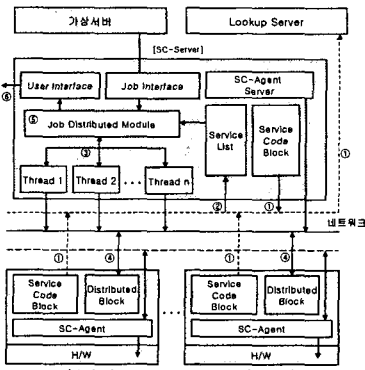 가상서버
Lookup Server
[SC-Server]
User Interface
Job Interface
SC-Agent
Server
⑥
⑤
Job Distributed Module
Service
List
Service
Code
Block
①
③
Thread 1
Thread 2
· · ·
Thread n
②
①
네트워크
①
④
①
④
Service
Code
Block
Distributed
Block
· · ·
Service
Code
Block
Distributed
Block
SC-Agent
SC-Agent
H/W
H/W